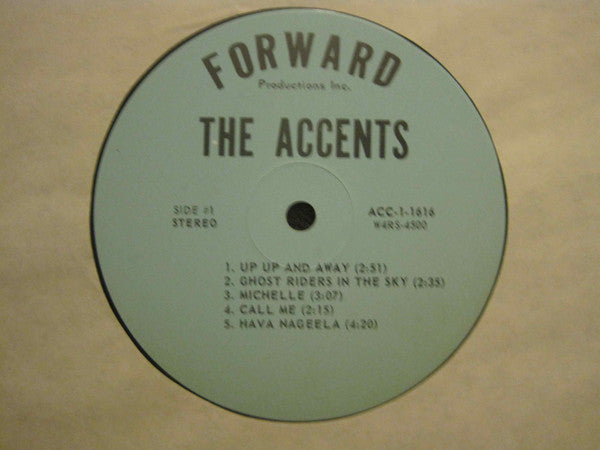 FORWARD
Productions Inc.
THE ACCENTS
SIDE #1
STEREO
ACC-1-1616
W4RS-4500
1. UP UP AND AWAY (2:51)
2. GHOST RIDERS IN THE SKY (2:35)
3. MICHELLE (3:07)
4. CALL ME (2:15)
5. HAVA NAGEELA (4:20)